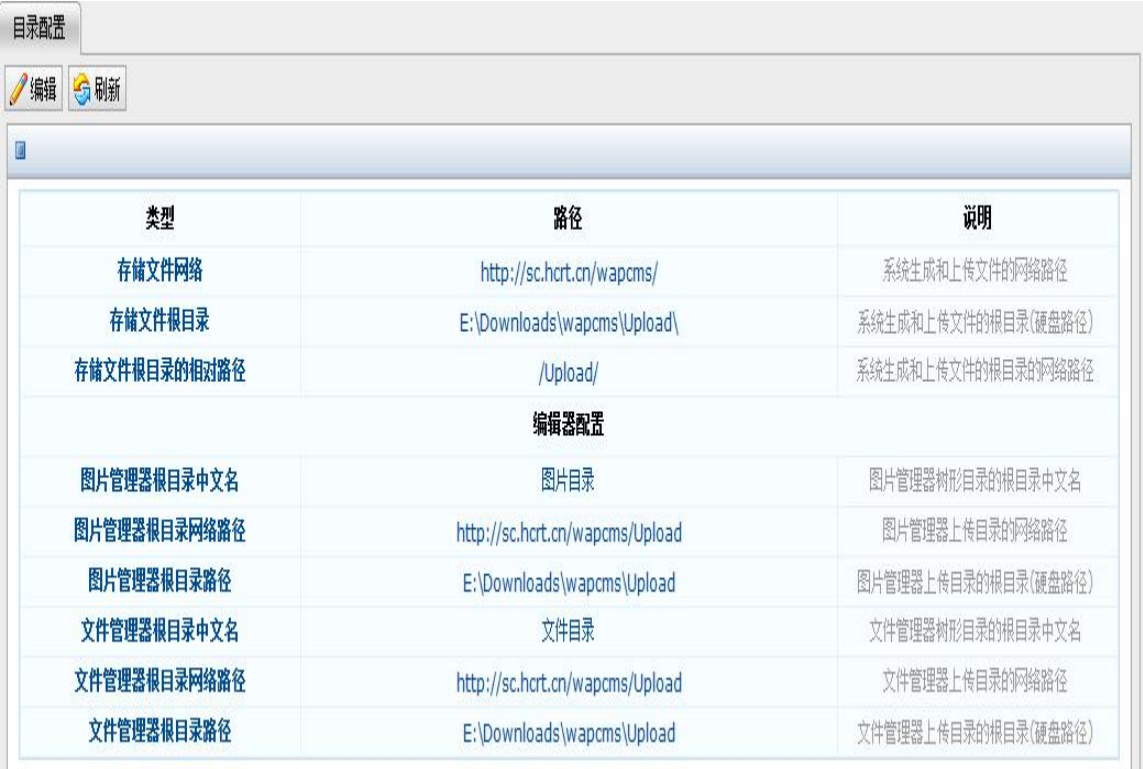 目录配置
编辑 刷新
类型 路径 说明
存储文件网络 http://sc.hcrt.cn/wapcms/ 系统生成和上传文件的网络路径
存储文件根目录 E:\Downloads\wapcms\Upload\ 系统生成和上传文件的根目录(硬盘路径)
存储文件根目录的相对路径 /Upload/ 系统生成和上传文件的根目录的网络路径
编辑器配置
图片管理器根目录中文名 图片目录 图片管理器树形目录的根目录中文名
图片管理器根目录网络路径 http://sc.hcrt.cn/wapcms/Upload 图片管理器上传目录的网络路径
图片管理器根目录路径 E:\Downloads\wapcms\Upload 图片管理器上传目录的根目录(硬盘路径)
文件管理器根目录中文名 文件目录 文件管理器树形目录的根目录中文名
文件管理器根目录网络路径 http://sc.hcrt.cn/wapcms/Upload 文件管理器上传目录的网络路径
文件管理器根目录路径 E:\Downloads\wapcms\Upload 文件管理器上传目录的根目录(硬盘路径)